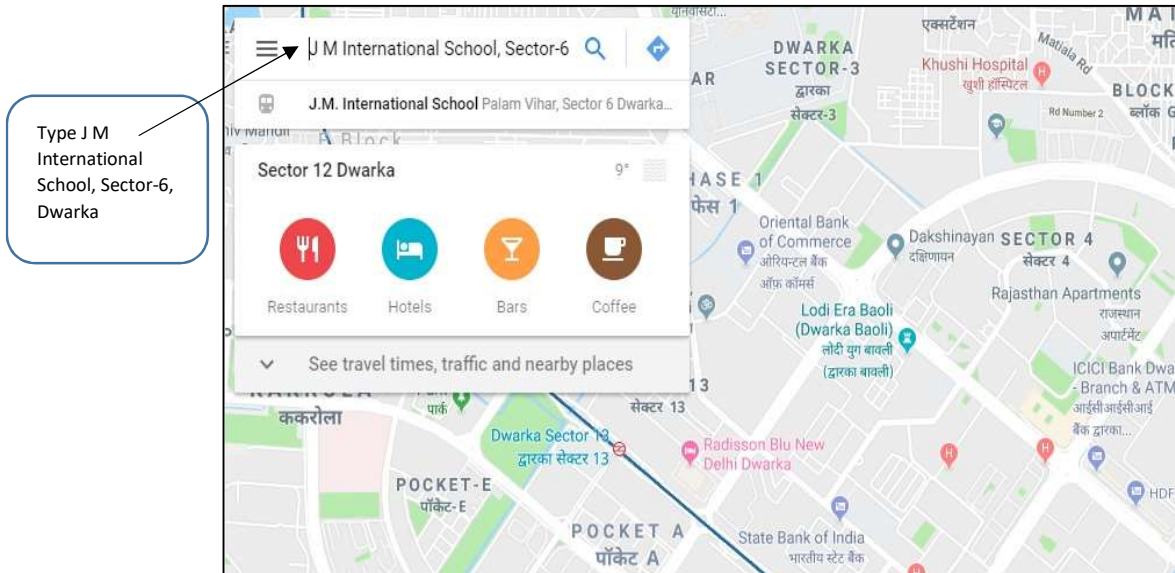 Type J M
International
School, Sector-6,
Dwarka
J M International School, Sector-6
J.M. International School Palam Vihar, Sector 6 Dwarka...
Block
Sector 12 Dwarka
9°
Restaurants
Hotels
Bars
Coffee
See travel times, traffic and nearby places
एक्सटेंशन
Matiala Rd
DWARKA
SECTOR-3
द्वारका
सेक्टर-3
Khushi Hospital
खुशी हॉस्पिटल
BLOCK
ब्लॉक
Rd Number 2
PHASE 1
फेस 1
Oriental Bank
of Commerce
ओरिएन्टल बैंक
ऑफ़ कॉमर्स
Dakshinayan
दक्षिणायन
SECTOR 4
सेक्टर 4
Rajasthan Apartments
राजस्थान
अपार्टमेंट
Lodi Era Baoli
(Dwarka Baoli)
लोदी युग बावली
(द्वारका बावली)
ICICI Bank Dwa
- Branch & ATM
आईसीआईसीआई
बैंक द्वारका...
13
सेक्टर 13
ककरोला
पार्क
Dwarka Sector 13
द्वारका सेक्टर 13
Radisson Blu New
Delhi Dwarka
POCKET-E
पॉकेट-E
HDF
POCKET A
पॉकेट A
State Bank of India
भारतीय स्टेट बैंक